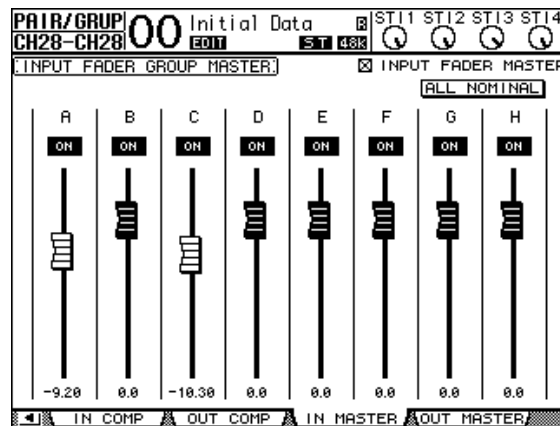 PAIR/GRUP 00 Initial Data R STI1 STI2 STI3 STI4
CH28-CH28 EDIT ST 48K
INPUT FADER GROUP MASTER
INPUT FADER MASTER
ALL NOMINAL
A B C D E F G H
ON ON ON ON ON ON ON ON
-9.20 0.0 -10.30 0.0 0.0 0.0 0.0 0.0
IN COMP OUT COMP IN MASTER OUT MASTER